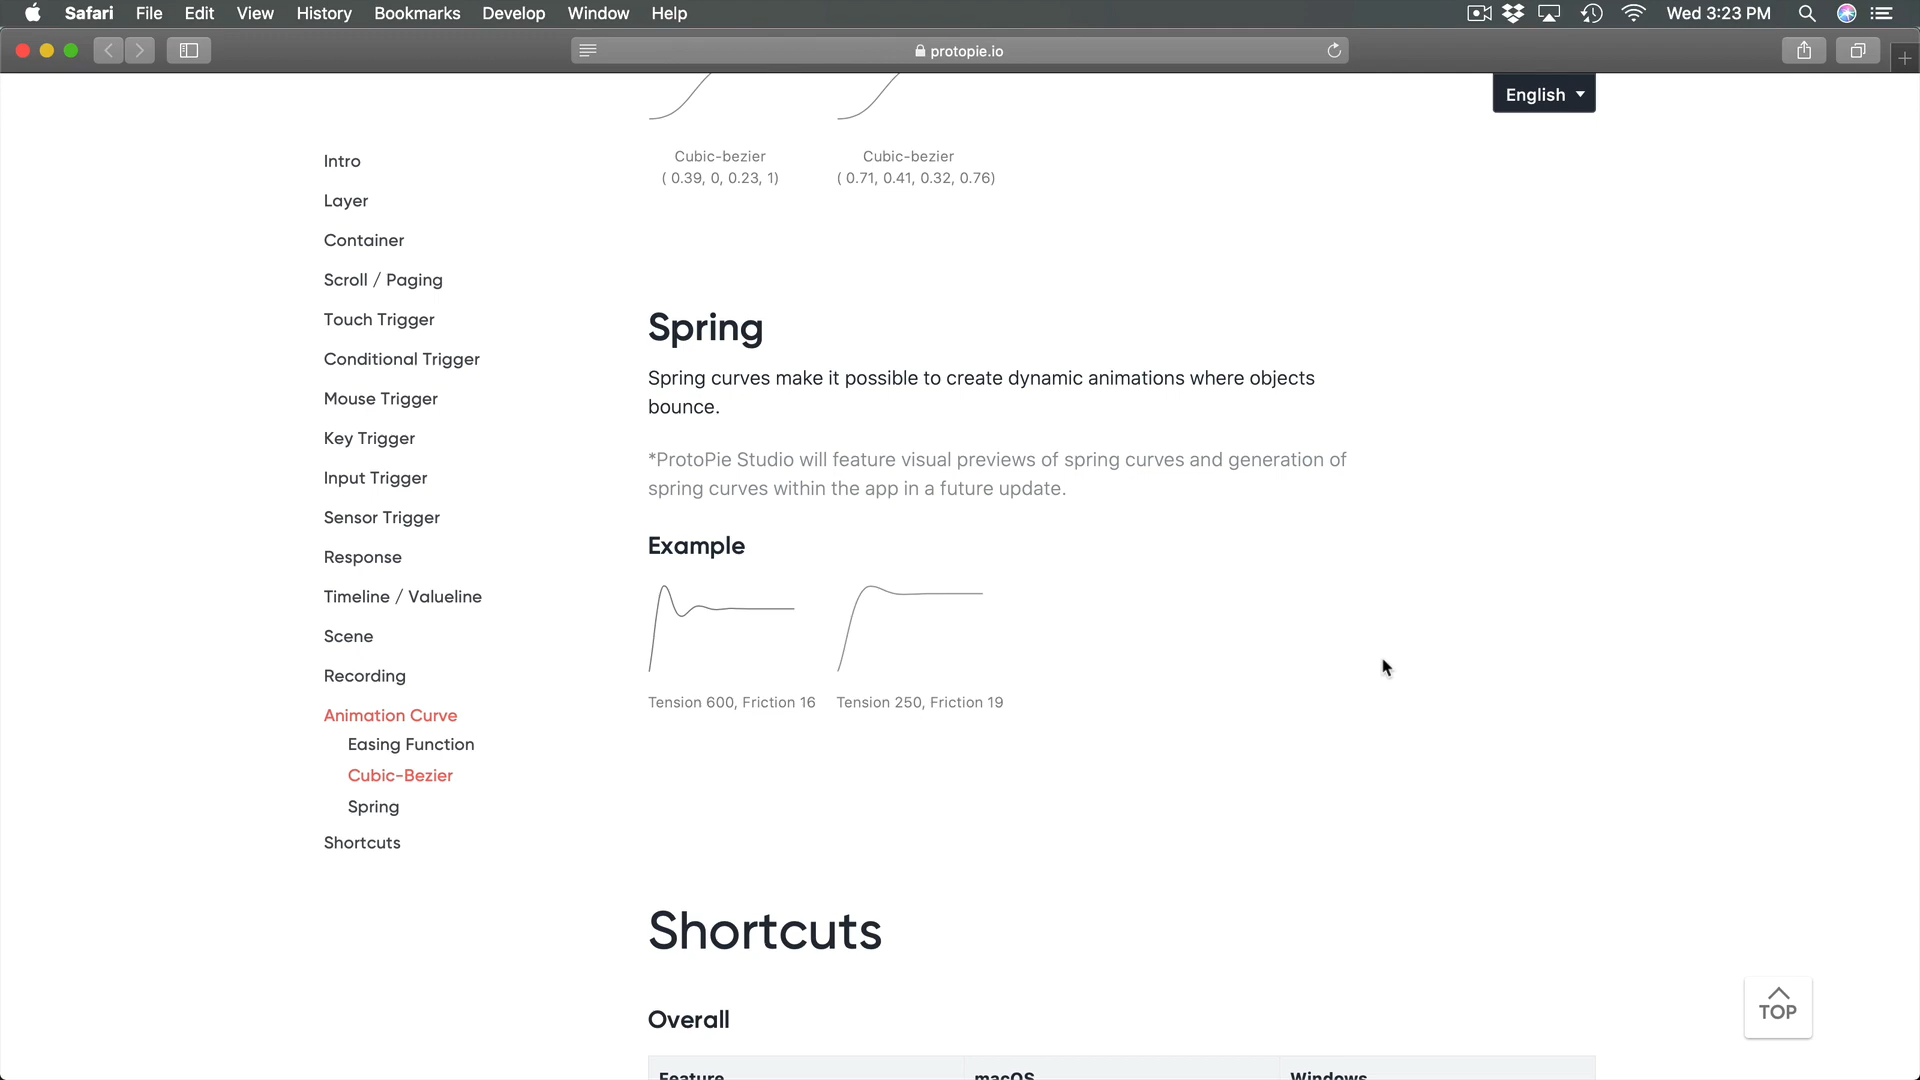 Safari File Edit View History Bookmarks Develop Window Help Wed 3:23 PM
protopie.io
English
Intro
Layer
Container
Scroll / Paging
Touch Trigger
Conditional Trigger
Mouse Trigger
Key Trigger
Input Trigger
Sensor Trigger
Response
Timeline / Valueline
Scene
Recording
Animation Curve
Easing Function
Cubic-Bezier
Spring
Shortcuts
Cubic-bezier
( 0.39, 0, 0.23, 1)
Cubic-bezier
( 0.71, 0.41, 0.32, 0.76)
Spring
Spring curves make it possible to create dynamic animations where objects
bounce.
*ProtoPie Studio will feature visual previews of spring curves and generation of
spring curves within the app in a future update.
Example
Tension 600, Friction 16
Tension 250, Friction 19
Shortcuts
Overall
Feature macOS Windows
TOP